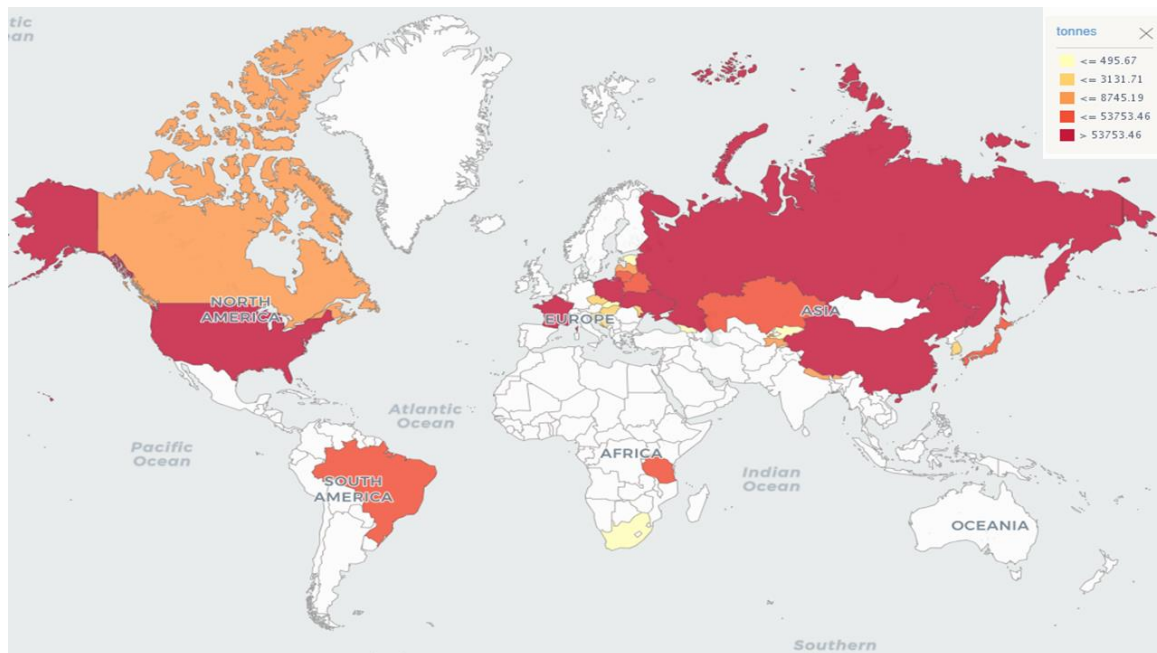 tic
an
tonnes
<= 495.67
<= 3131.71
<= 8745.19
<= 53753.46
> 53753.46
NORTH
AMERICA
EUROPE
ASIA
Atlantic
Ocean
Pacific
Ocean
AFRICA
Indian
Ocean
SOUTH
AMERICA
OCEANIA
Southern